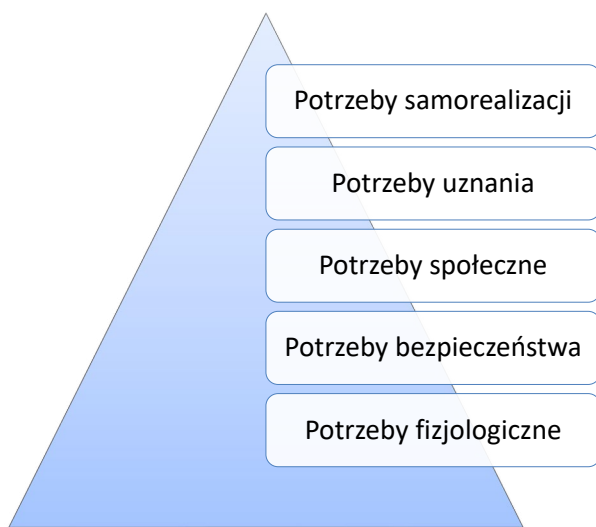 Potrzeby samorealizacji
Potrzeby uznania
Potrzeby społeczne
Potrzeby bezpieczeństwa
Potrzeby fizjologiczne